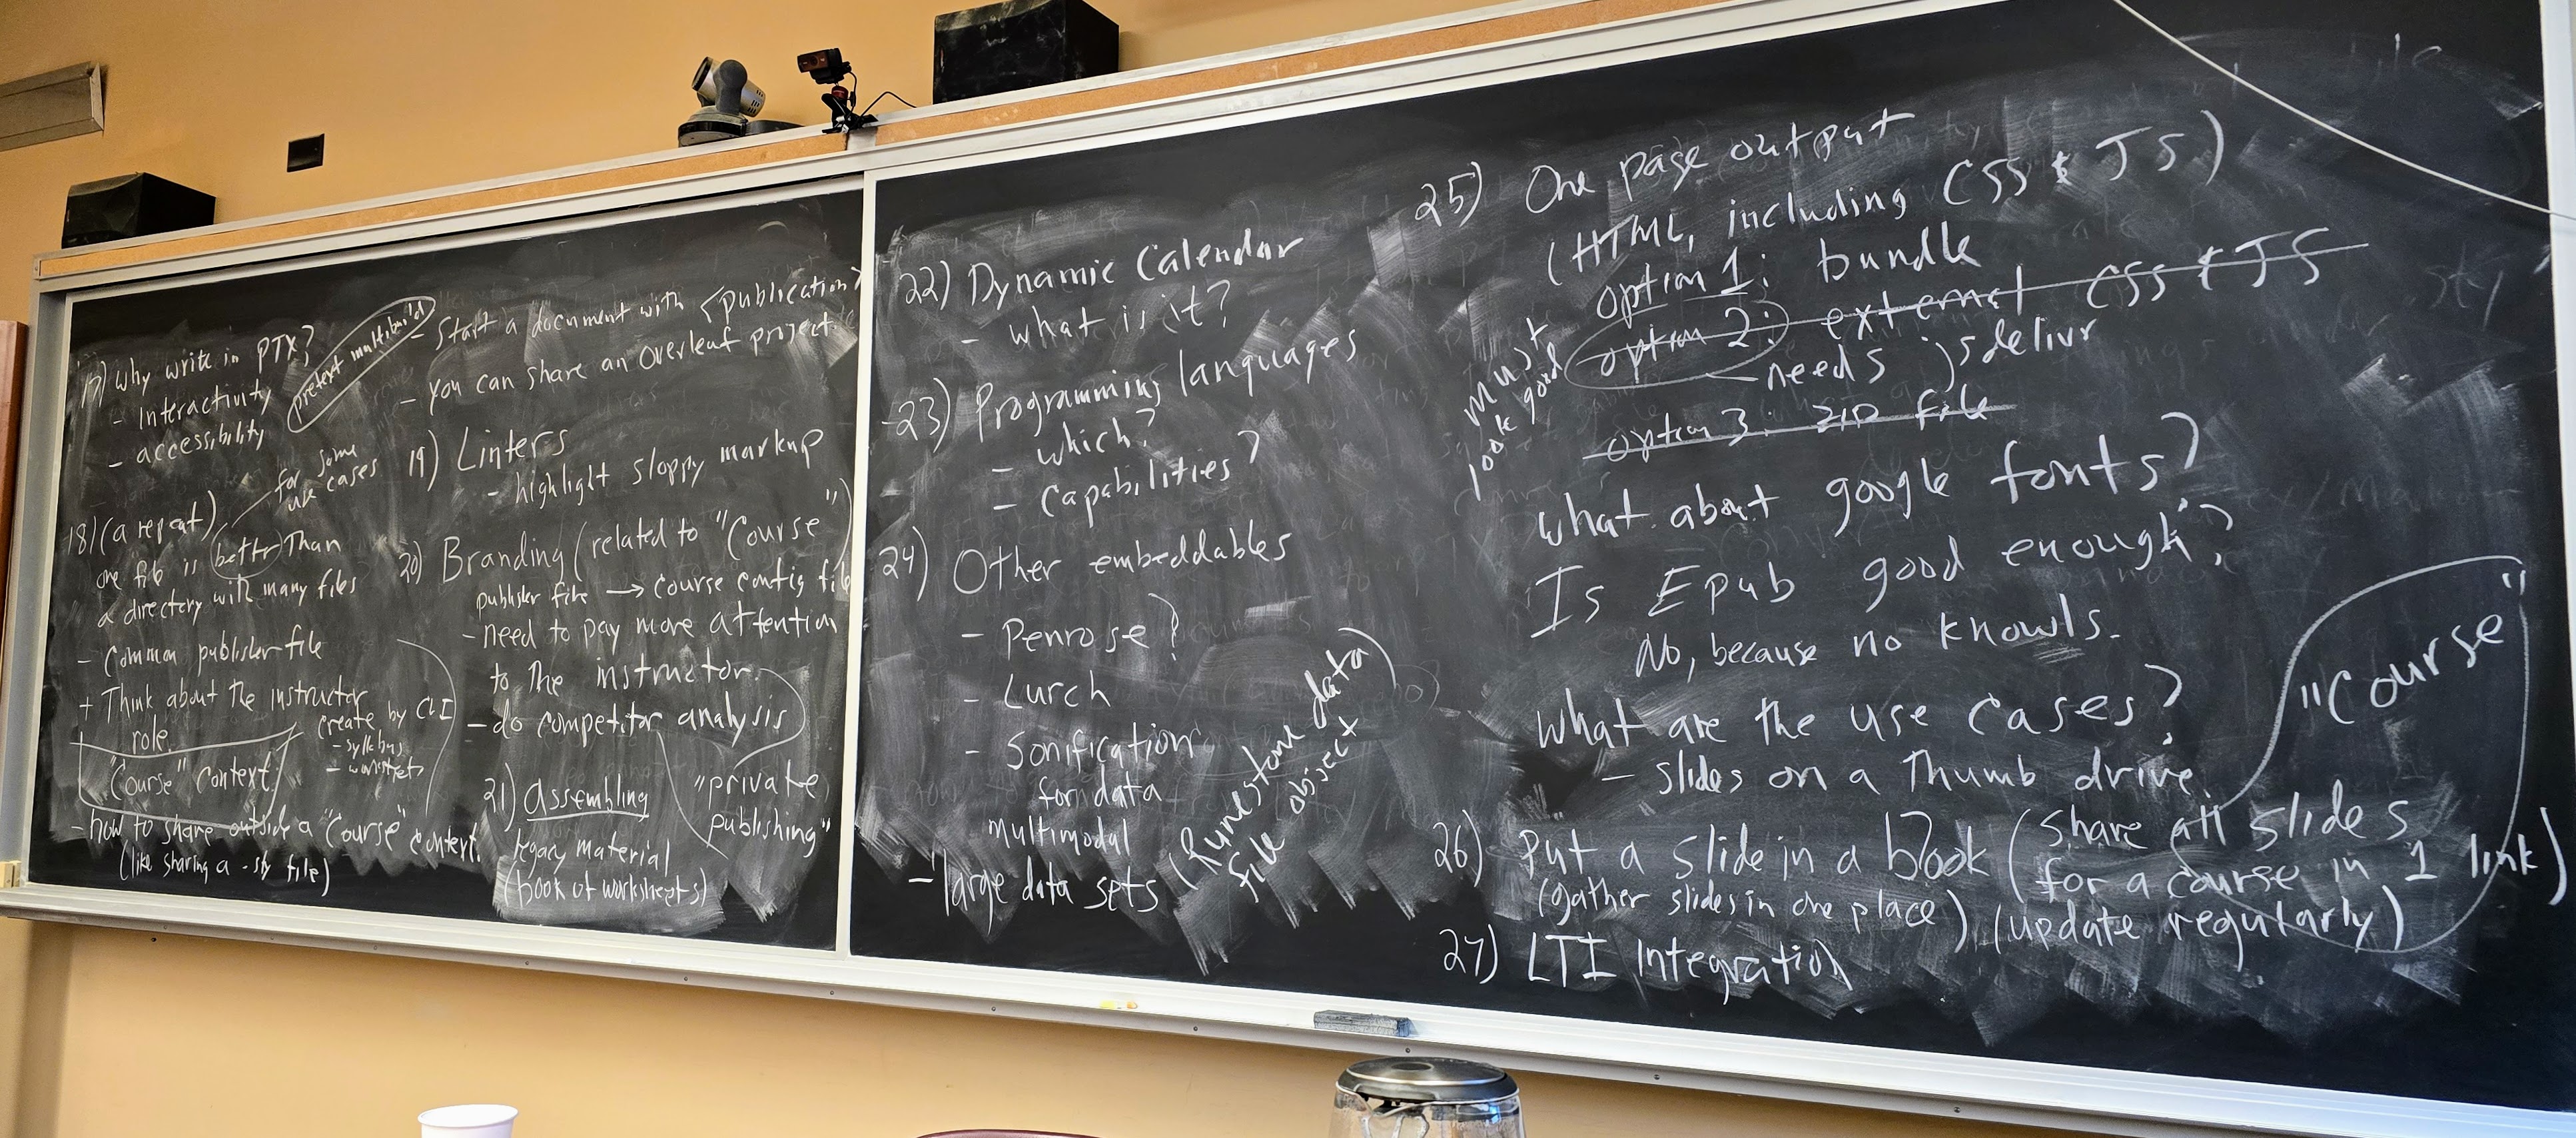 17) Why write in PTX?
- Interactivity
- accessibility
pretext multibuild
- Start a document with <publication>
- you can share an Overleaf project
18) (a repeat)
for some
use cases
one file is better Than
a directory with many files
- Common publisher file
+ Think about the instructor
role.
create by CLI
- syllabus
- worksheets
"Course" context
- how to share outside a "Course" context.
(like sharing a .sty file)
19) Linters
- highlight sloppy markup
20) Branding (related to "Course")
publisher file → course config file
- need to pay more attention
to The instructor.
- do competitor analysis
"private
publishing"
21) Assembling
legacy material
(book of worksheets)
22) Dynamic Calendar
- what is it?
23) Programming languages
- which?
- Capabilities?
24) Other embeddables
- Penrose?
- Lurch
- Sonification
for data
multimodal
- large data sets (Runestone data)
file object
25) One page output
(HTML, including CSS & JS)
option 1: bundle
option 2: external CSS & JS
- needs jsdelivr
option 3: ZIP file
must
look good
What about google fonts?
Is Epub good enough?
No, because no knowls.
What are the use cases?
- slides on a Thumb drive.
"Course"
26) Put a slide in a book (share all slides
for a course in 1 link)
(gather slides in one place) (update regularly)
27) LTI Integration